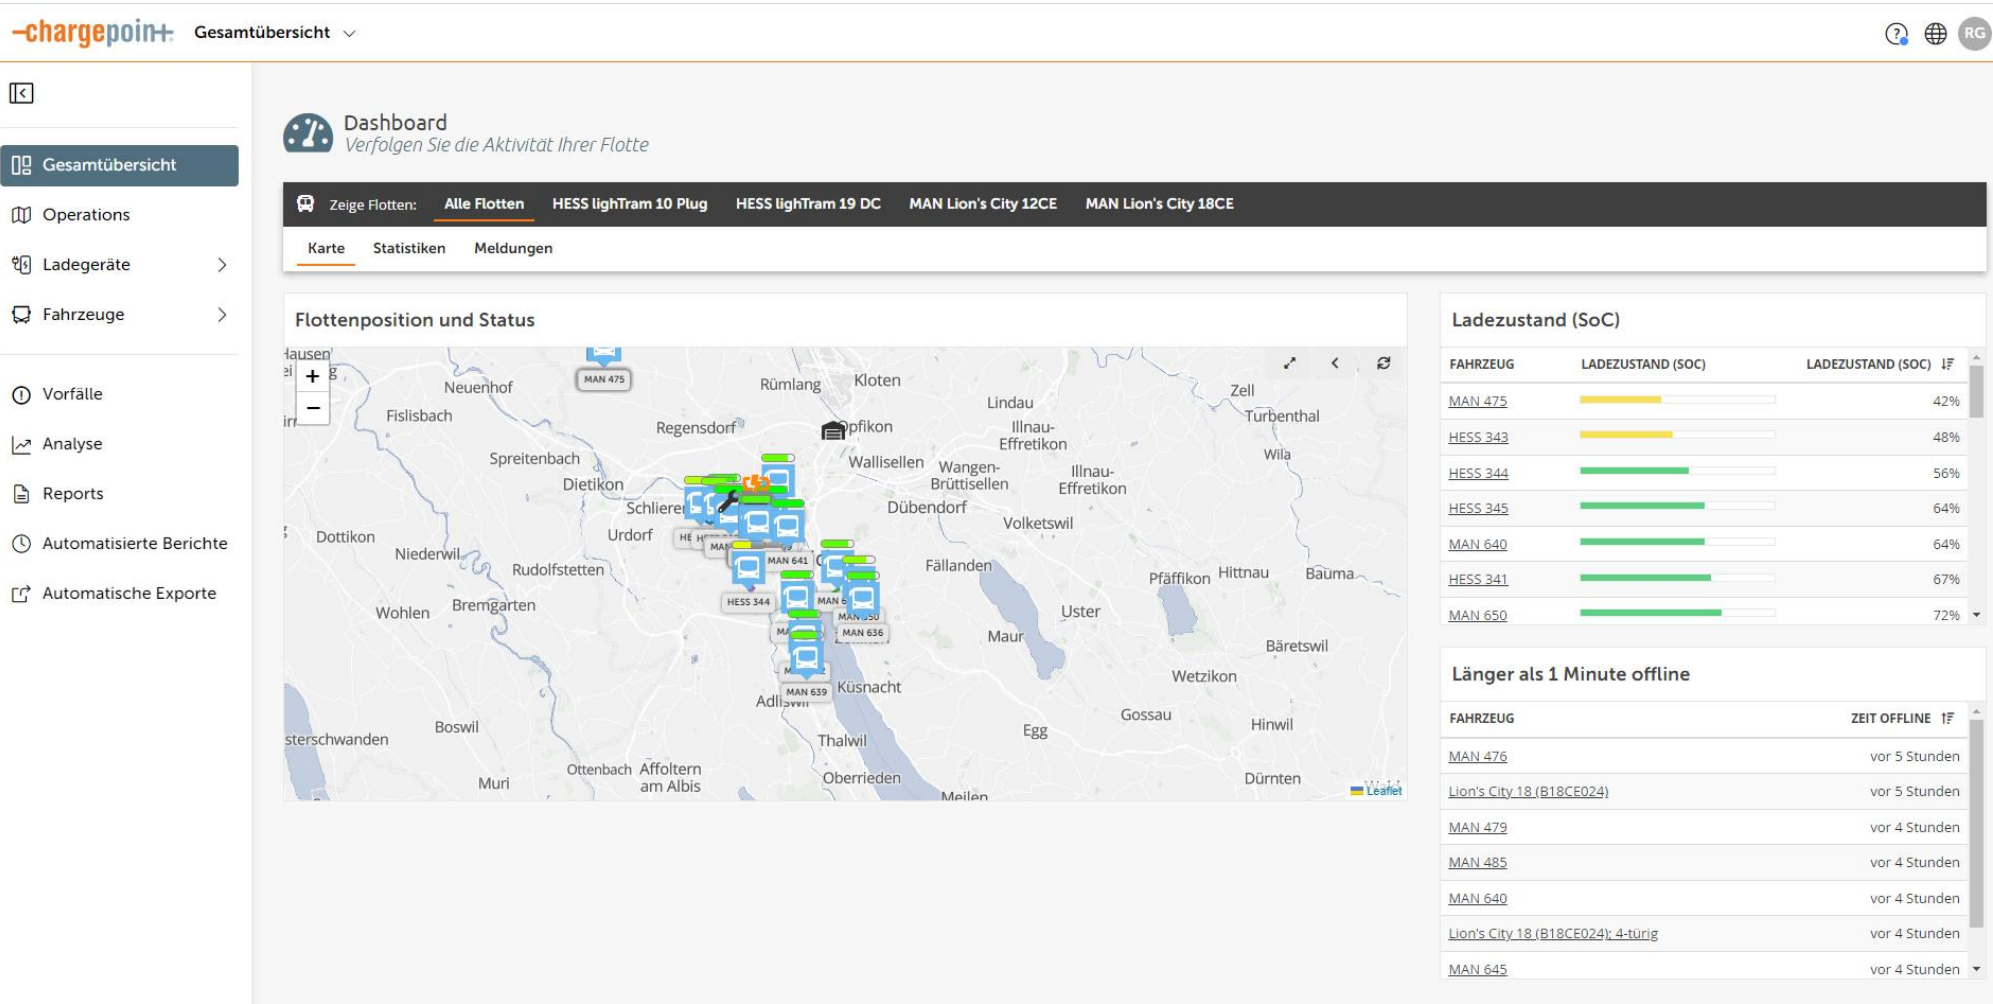 chargepoint. Gesamtübersicht
RG
Gesamtübersicht
Operations
Ladegeräte
Fahrzeuge
Vorfälle
Analyse
Reports
Automatisierte Berichte
Automatische Exporte
Dashboard
Verfolgen Sie die Aktivität Ihrer Flotte
Zeige Flotten: Alle Flotten HESS lighTram 10 Plug HESS lighTram 19 DC MAN Lion's City 12CE MAN Lion's City 18CE
Karte Statistiken Meldungen
Flottenposition und Status
+
−
MAN 475
Neuenhof
Rümlang
Kloten
Zell
Lindau
Fislisbach
Turbenthal
Regensdorf
Opfikon
Illnau-
Effretikon
Spreitenbach
Wallisellen
Wangen-
Brüttisellen
Wila
Illnau-
Effretikon
Dietikon
Dübendorf
Volketswil
Dottikon
Urdorf
Niederwil
MAN 641
Rudolfstetten
Fällanden
Pfäffikon
Hittnau
Bauma
HESS 344
Wohlen
Bremgarten
Uster
MAN 636
Maur
Bäretswil
Wetzikon
MAN 639
Küsnacht
Gossau
Hinwil
Boswil
Egg
sterschwanden
Thalwil
Ottenbach
Affoltern
am Albis
Oberrieden
Dürnten
Muri
Meilen
Leaflet
Ladezustand (SoC)
FAHRZEUG LADEZUSTAND (SOC) LADEZUSTAND (SOC)
MAN 475 42%
HESS 343 48%
HESS 344 56%
HESS 345 64%
MAN 640 64%
HESS 341 67%
MAN 650 72%
Länger als 1 Minute offline
FAHRZEUG ZEIT OFFLINE
MAN 476 vor 5 Stunden
Lion's City 18 (B18CE024) vor 5 Stunden
MAN 479 vor 4 Stunden
MAN 485 vor 4 Stunden
MAN 640 vor 4 Stunden
Lion's City 18 (B18CE024); 4-türig vor 4 Stunden
MAN 645 vor 4 Stunden